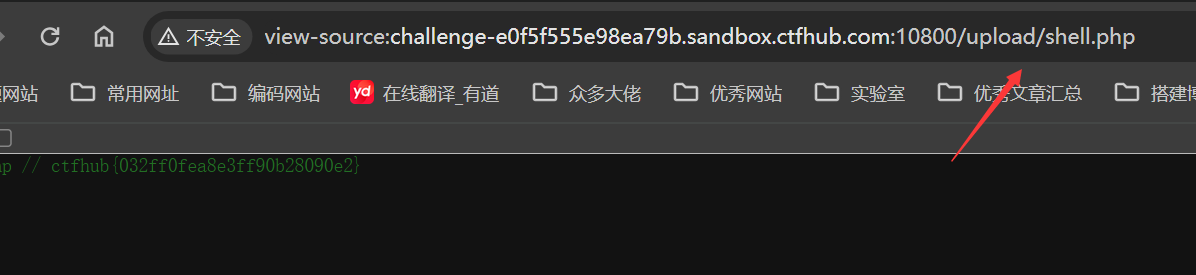 不安全 view-source:challenge-e0f5f555e98ea79b.sandbox.ctfhub.com:10800/upload/shell.php
网站 常用网址 编码网站 yd 在线翻译_有道 众多大佬 优秀网站 实验室 优秀文章汇总 搭建
// ctfhub{032ff0fea8e3ff90b28090e2}